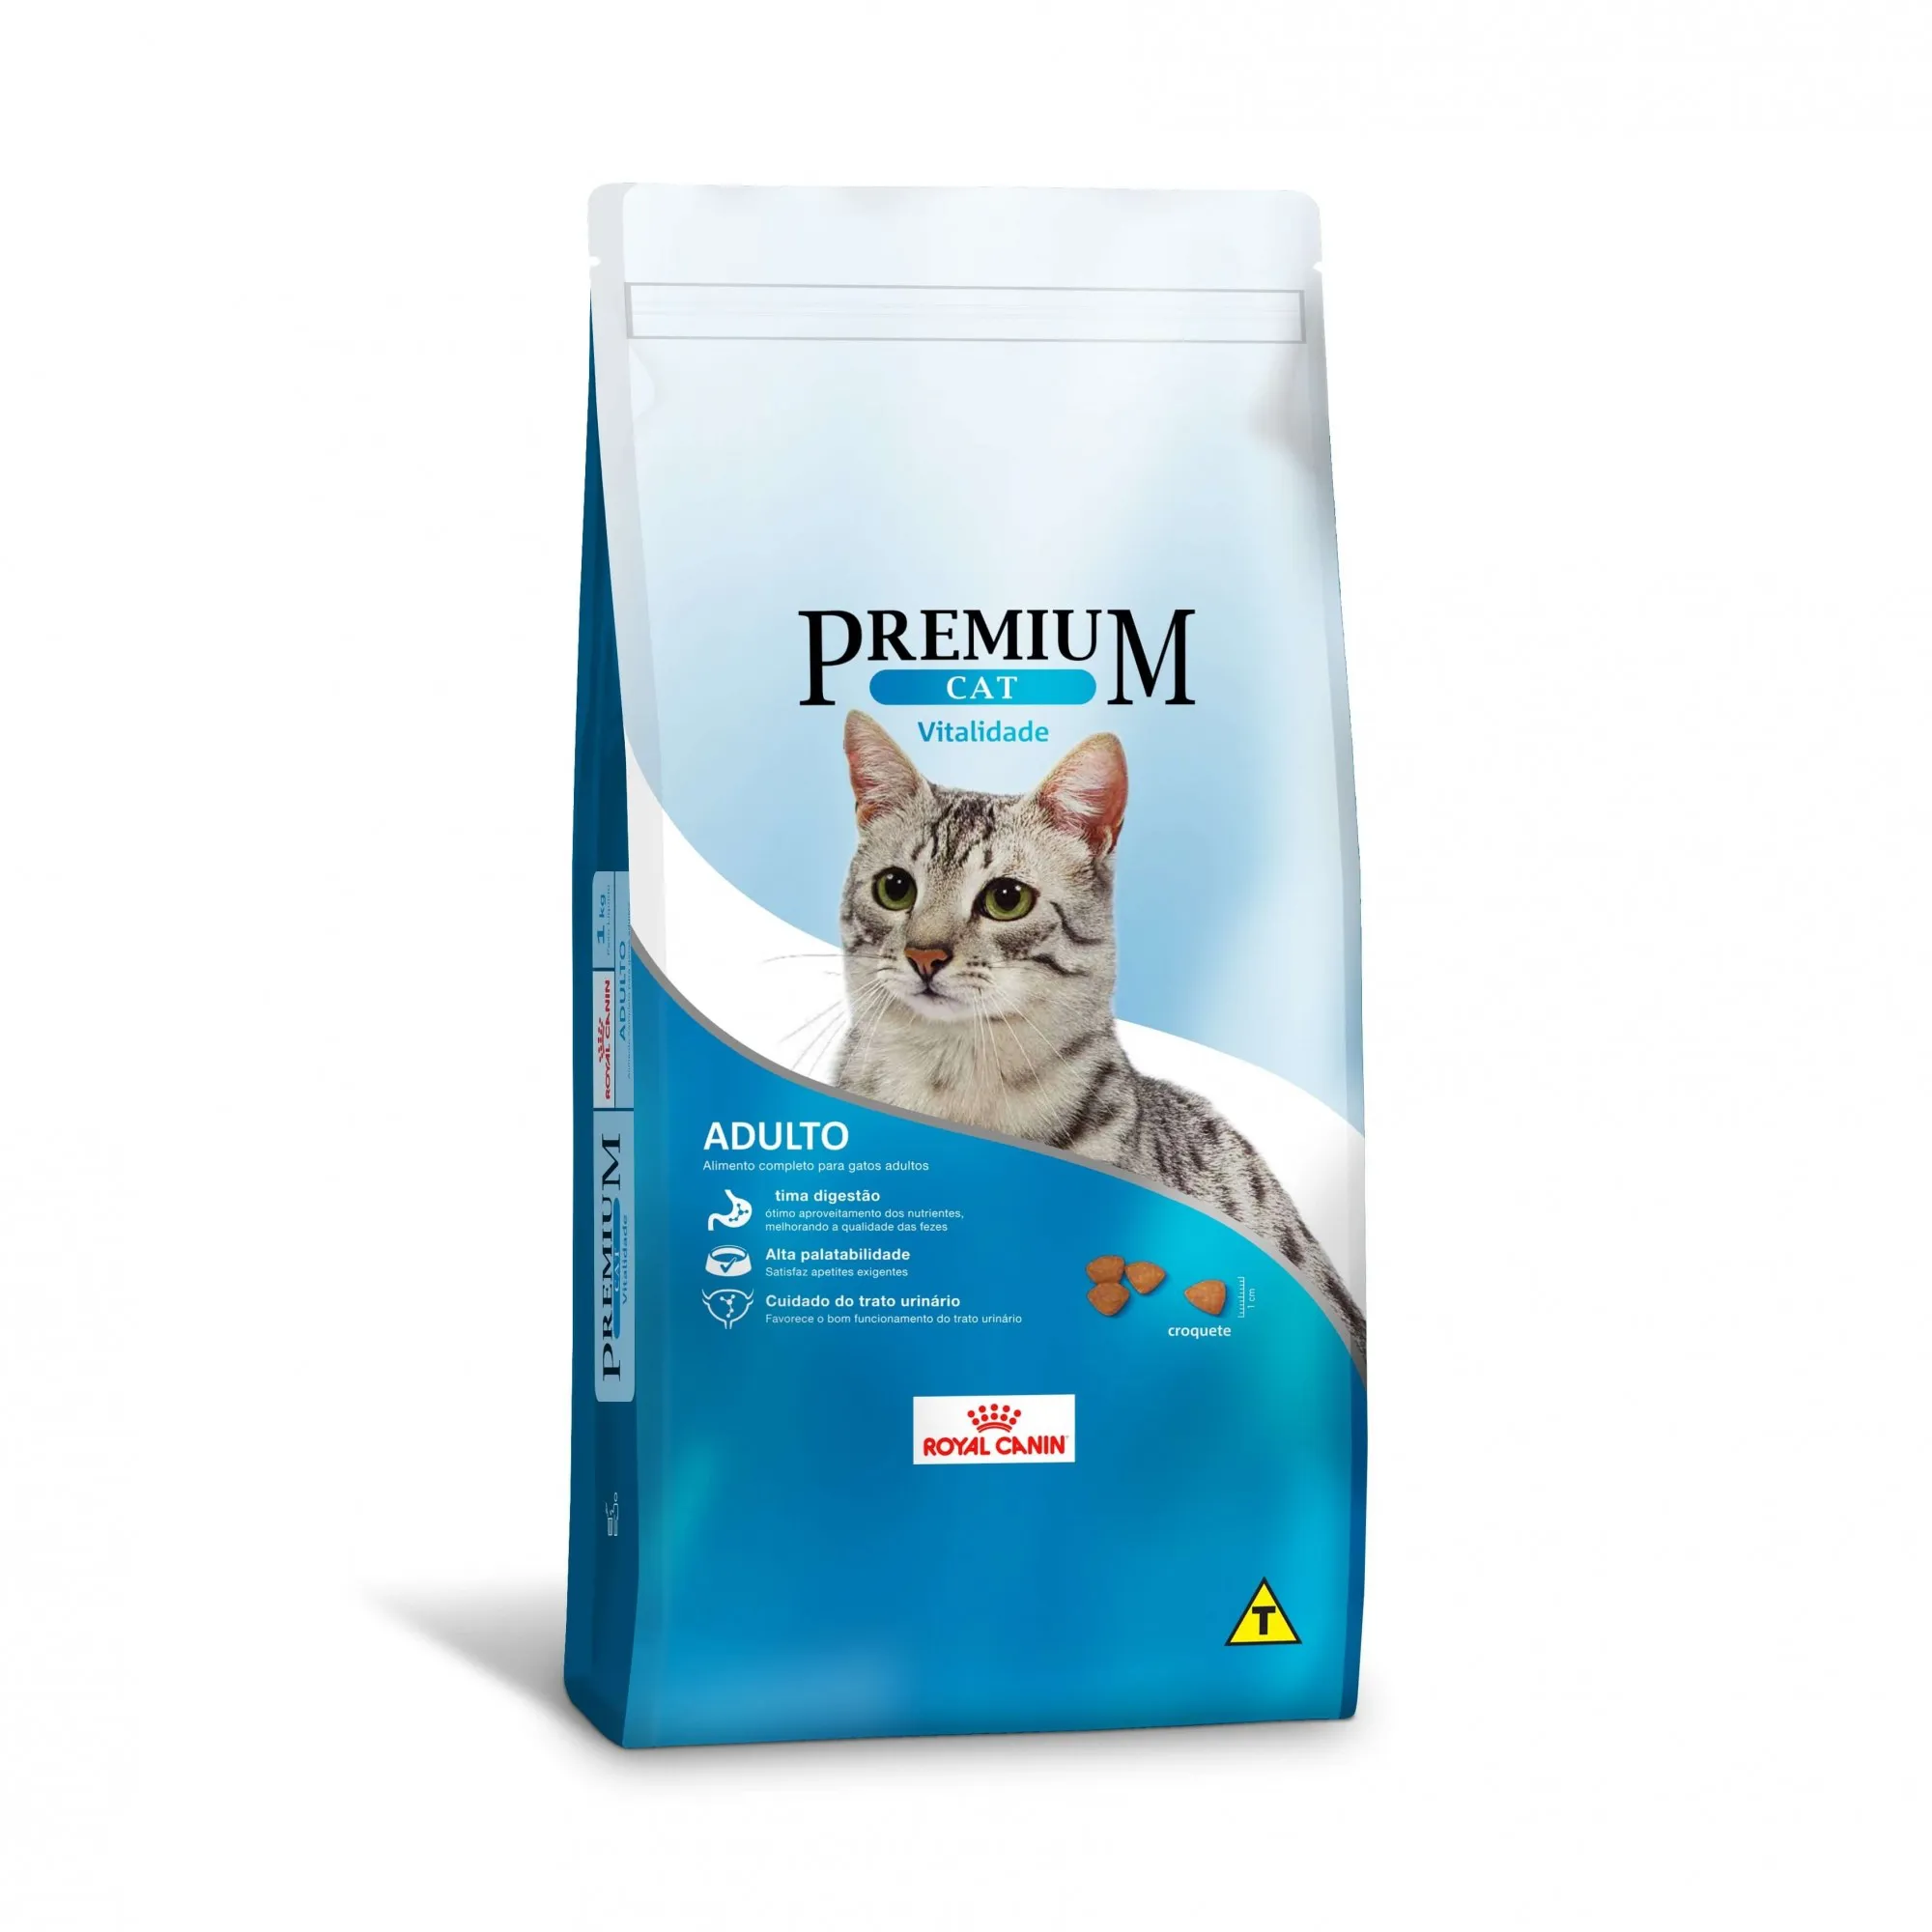 PREMIUM
CAT
Vitalidade
ADULTO
Alimento completo para gatos adultos
tima digestão
ótimo aproveitamento dos nutrientes,
melhorando a qualidade das fezes
Alta palatabilidade
Satisfaz apetites exigentes
Cuidado do trato urinário
Favorece o bom funcionamento do trato urinário
1 cm
croquete
ROYAL CANIN
T
1 kg
ADULTO
ROYAL CANIN
PREMIUM
CAT
Vitalidade